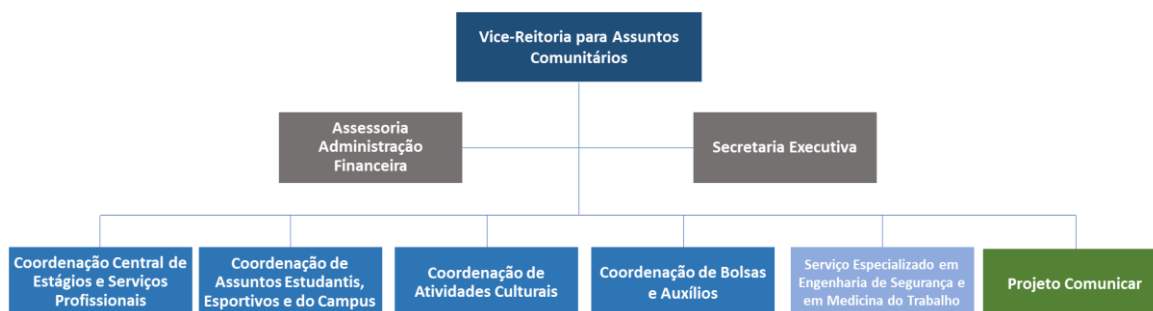 Vice-Reitoria para Assuntos
Comunitários
Assessoria
Administração
Financeira
Secretaria Executiva
Coordenação Central de
Estágios e Serviços
Profissionais
Coordenação de
Assuntos Estudantis,
Esportivos e do Campus
Coordenação de
Atividades Culturais
Coordenação de Bolsas
e Auxílios
Serviço Especializado em
Engenharia de Segurança e
em Medicina do Trabalho
Projeto Comunicar